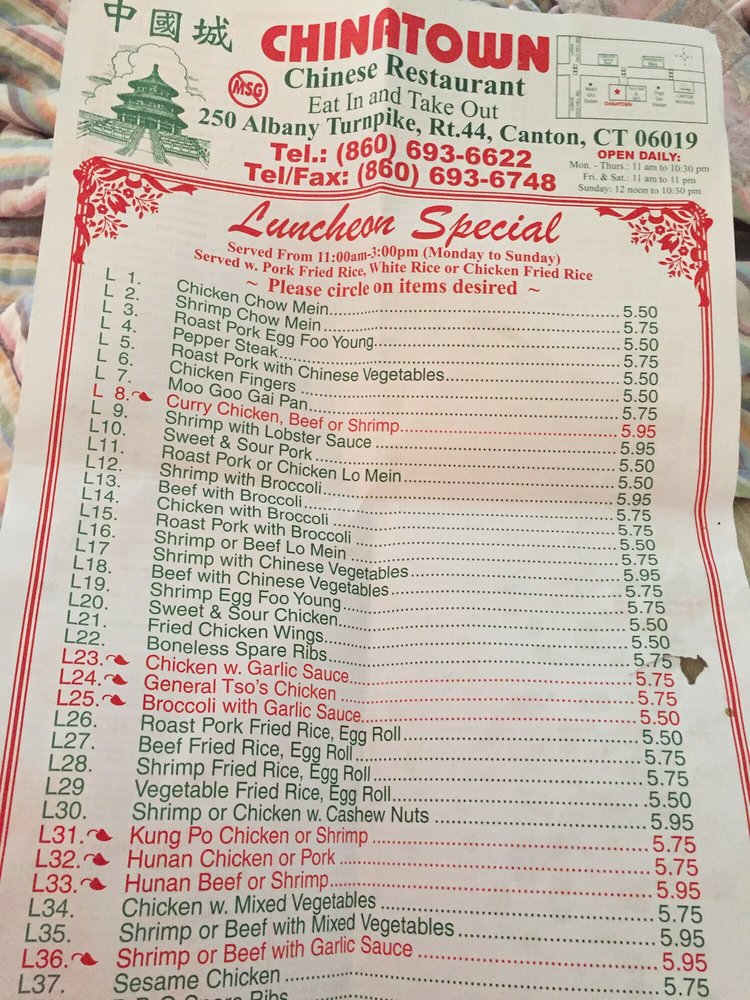 中國城
CHINATOWN
MSG
Chinese Restaurant
Eat In and Take Out
250 Albany Turnpike, Rt.44, Canton, CT 06019
Tel.: (860) 693-6622
Tel/Fax: (860) 693-6748
Mobil Gas Station
CHINATOWN
Citgo Gas Station
OPEN DAILY:
Mon. - Thurs.: 11 am to 10:30 pm
Fri. & Sat.: 11 am to 11 pm
Sunday: 12 noon to 10:30 pm
Luncheon Special
Served From 11:00am-3:00pm (Monday to Sunday)
Served w. Pork Fried Rice, White Rice or Chicken Fried Rice
~ Please circle on items desired ~
L 1. Chicken Chow Mein 5.50
L 2. Shrimp Chow Mein 5.75
L 3. Roast Pork Egg Foo Young 5.50
L 4. Pepper Steak 5.75
L 5. Roast Pork with Chinese Vegetables 5.50
L 6. Chicken Fingers 5.50
L 7. Moo Goo Gai Pan 5.75
L 8. Curry Chicken, Beef or Shrimp 5.95
L 9. Shrimp with Lobster Sauce 5.95
L10. Sweet & Sour Pork 5.50
L11. Roast Pork or Chicken Lo Mein 5.50
L12. Shrimp with Broccoli 5.95
L13. Beef with Broccoli 5.75
L14. Chicken with Broccoli 5.75
L15. Roast Pork with Broccoli 5.50
L16. Shrimp or Beef Lo Mein 5.75
L17 Shrimp with Chinese Vegetables 5.95
L18. Beef with Chinese Vegetables 5.75
L19. Shrimp Egg Foo Young 5.75
L20. Sweet & Sour Chicken 5.50
L21. Fried Chicken Wings 5.50
L22. Boneless Spare Ribs 5.75
L23. Chicken w. Garlic Sauce 5.75
L24. General Tso's Chicken 5.75
L25. Broccoli with Garlic Sauce 5.50
L26. Roast Pork Fried Rice, Egg Roll 5.50
L27. Beef Fried Rice, Egg Roll 5.75
L28. Shrimp Fried Rice, Egg Roll 5.75
L29 Vegetable Fried Rice, Egg Roll 5.50
L30. Shrimp or Chicken w. Cashew Nuts 5.95
L31. Kung Po Chicken or Shrimp 5.75
L32. Hunan Chicken or Pork 5.75
L33. Hunan Beef or Shrimp 5.95
L34. Chicken w. Mixed Vegetables 5.75
L35. Shrimp or Beef with Mixed Vegetables 5.95
L36. Shrimp or Beef with Garlic Sauce 5.95
L37. Sesame Chicken 5.75